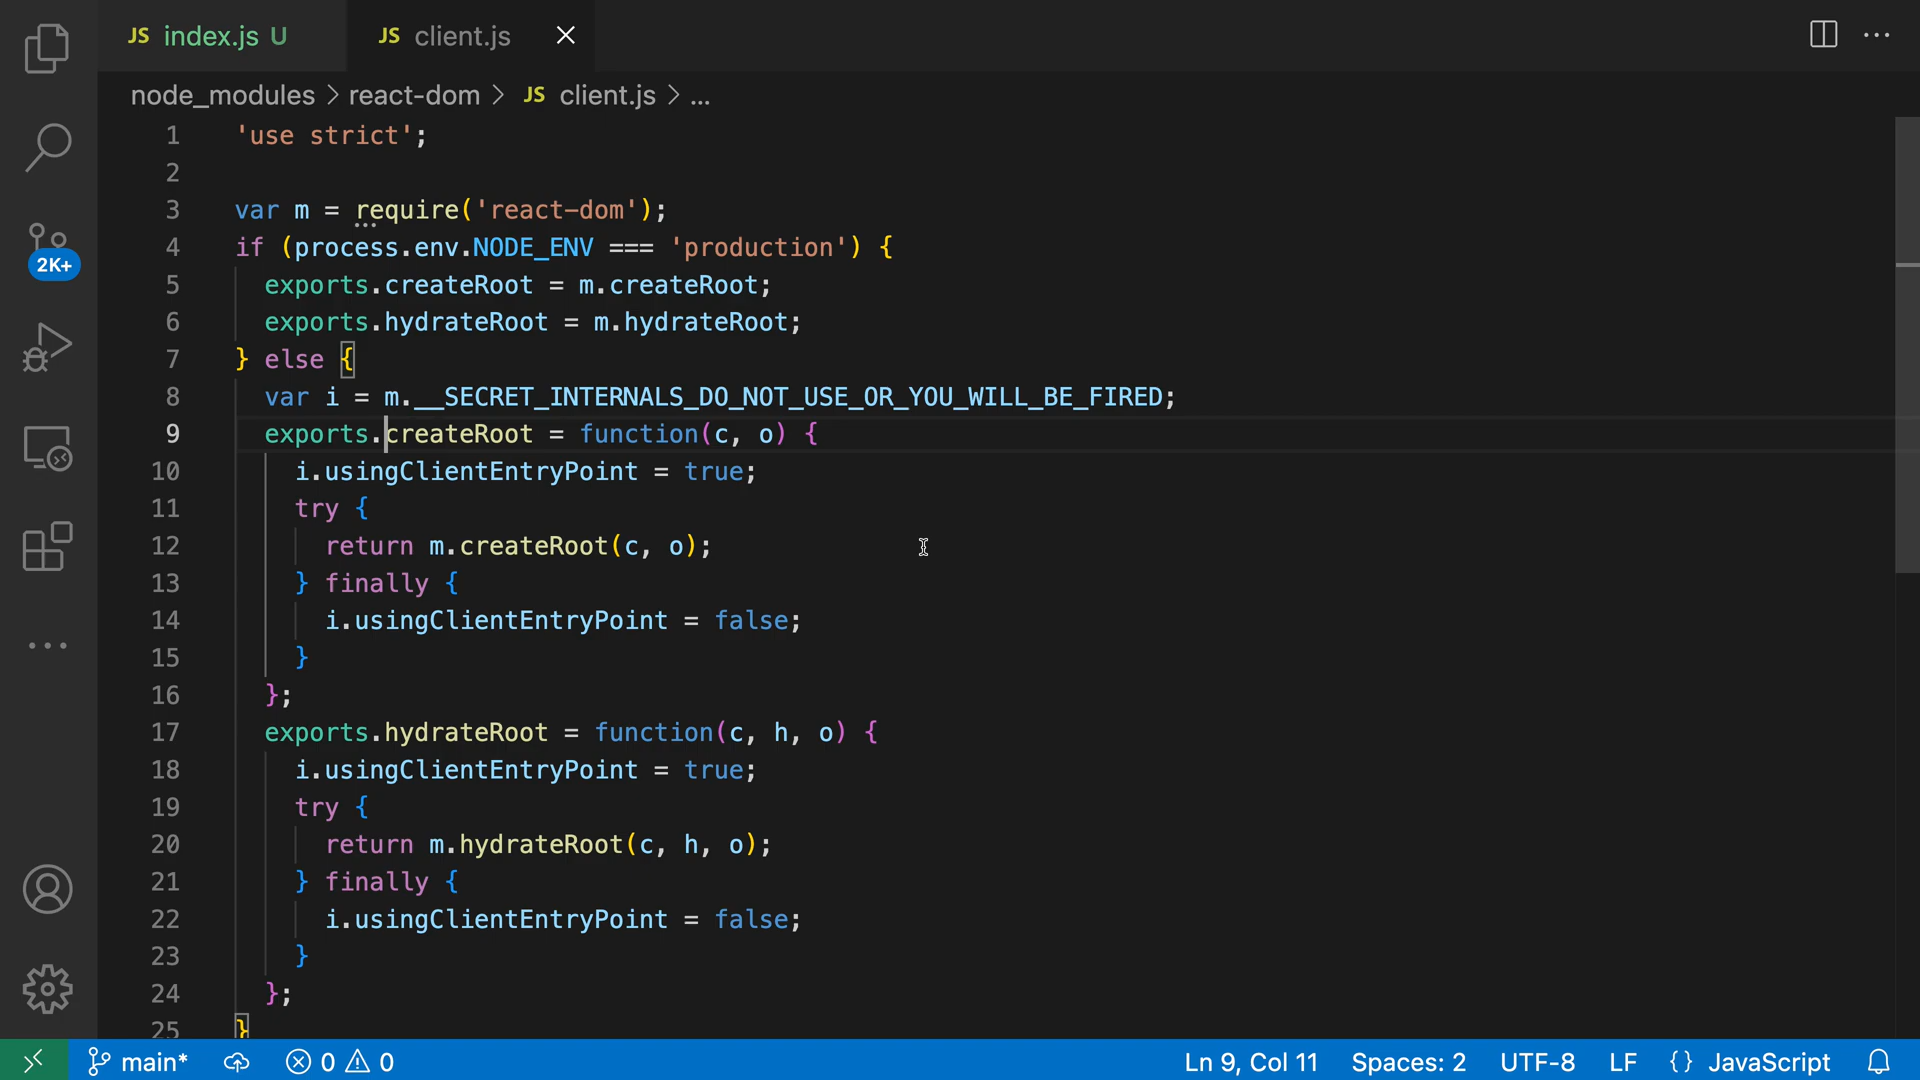 JS index.js U JS client.js
node_modules > react-dom > JS client.js > ...
1 'use strict';
2
3 var m = require('react-dom');
4 if (process.env.NODE_ENV === 'production') {
5 exports.createRoot = m.createRoot;
6 exports.hydrateRoot = m.hydrateRoot;
7 } else {
8 var i = m.__SECRET_INTERNALS_DO_NOT_USE_OR_YOU_WILL_BE_FIRED;
9 exports.createRoot = function(c, o) {
10 i.usingClientEntryPoint = true;
11 try {
12 return m.createRoot(c, o);
13 } finally {
14 i.usingClientEntryPoint = false;
15 }
16 };
17 exports.hydrateRoot = function(c, h, o) {
18 i.usingClientEntryPoint = true;
19 try {
20 return m.hydrateRoot(c, h, o);
21 } finally {
22 i.usingClientEntryPoint = false;
23 }
24 };
25 }
2K+
main* 0 0 Ln 9, Col 11 Spaces: 2 UTF-8 LF {} JavaScript